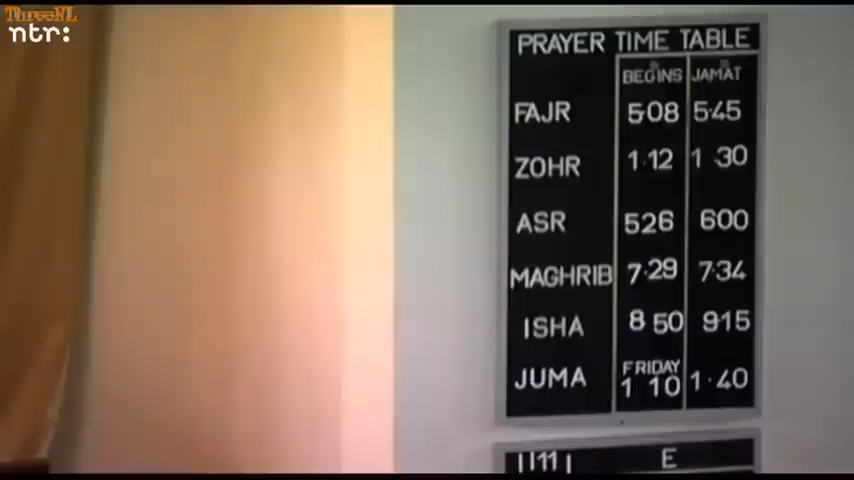 ThreeNL
ntr:
PRAYER TIME TABLE
BEGINS JAMAT
FAJR 5·08 5·45
ZOHR 1·12 1 30
ASR 526 600
MAGHRIB 7·29 7·34
ISHA 8 50 915
JUMA FRIDAY 1 10 1·40
E